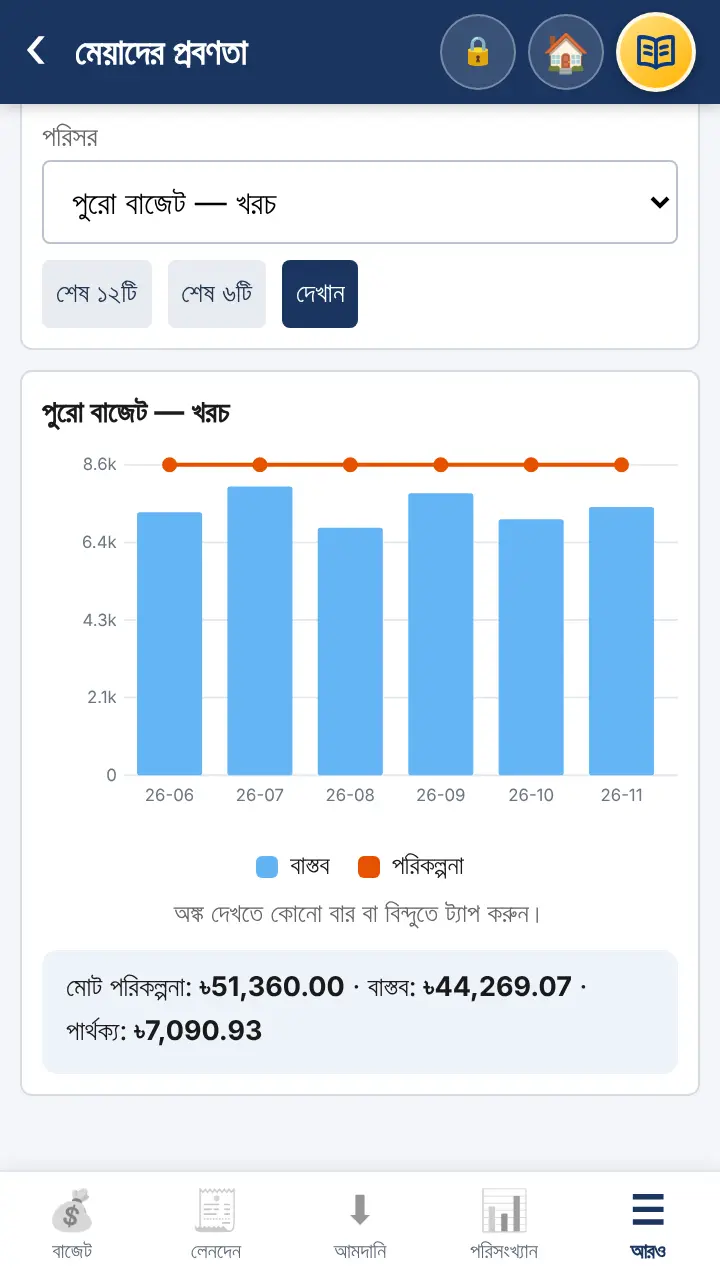 মেয়াদের প্রবণতা
পরিসর
পুরো বাজেট — খরচ
শেষ ১২টি
শেষ ৬টি
দেখান
পুরো বাজেট — খরচ
8.6k
6.4k
4.3k
2.1k
0
26-06 26-07 26-08 26-09 26-10 26-11
বাস্তব পরিকল্পনা
অঙ্ক দেখতে কোনো বার বা বিন্দুতে ট্যাপ করুন।
মোট পরিকল্পনা: ৳51,360.00 · বাস্তব: ৳44,269.07 ·
পার্থক্য: ৳7,090.93
বাজেট লেনদেন আমদানি পরিসংখ্যান আরও